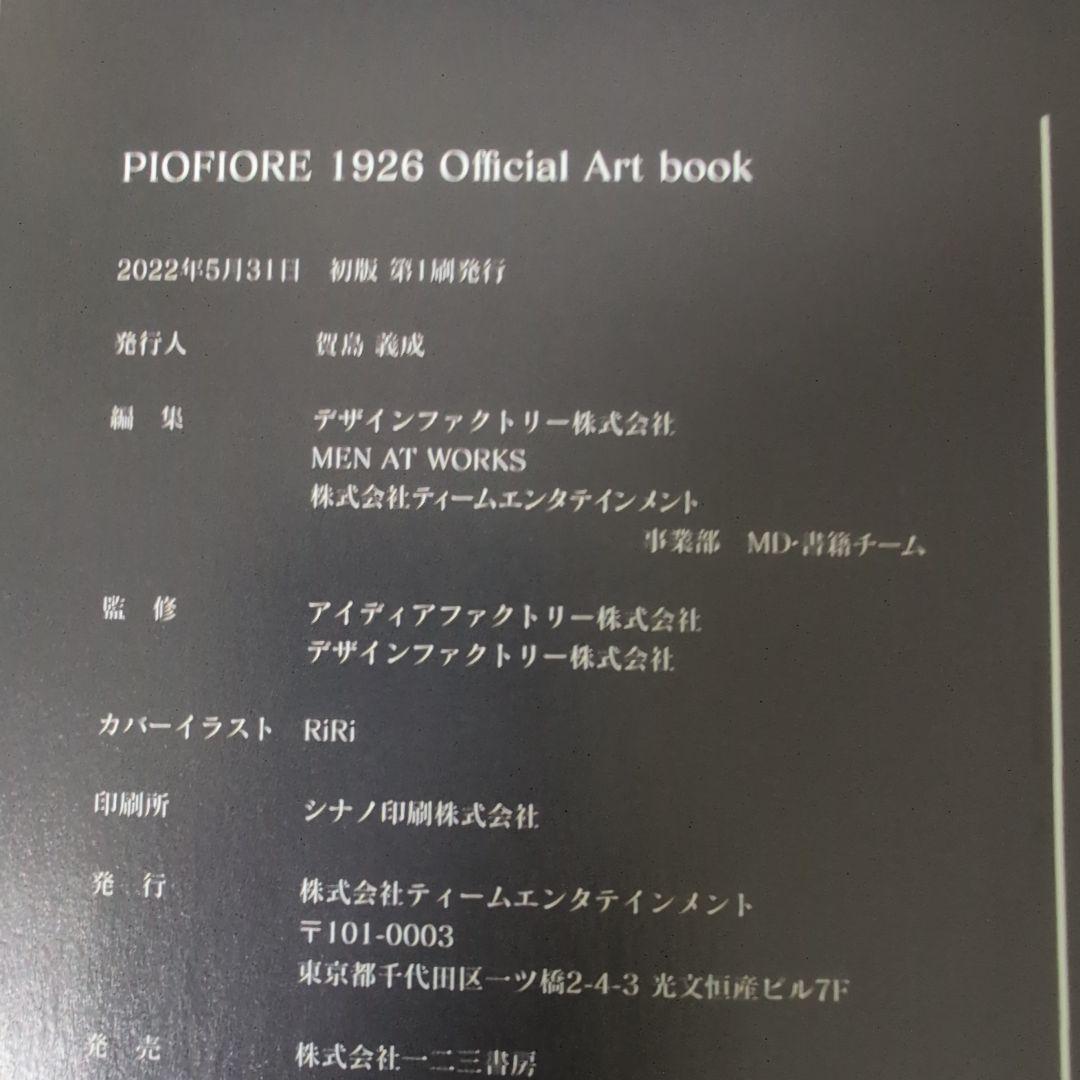 PIOFIORE 1926 Official Art book
2022年5月31日　初版 第1刷発行
発行人　賀島 義成
編　集　デザインファクトリー株式会社
MEN AT WORKS
株式会社ティームエンタテインメント
事業部　MD・書籍チーム
監　修　アイディアファクトリー株式会社
デザインファクトリー株式会社
カバーイラスト　RiRi
印刷所　シナノ印刷株式会社
発　行　株式会社ティームエンタテインメント
〒101-0003
東京都千代田区一ツ橋2-4-3 光文恒産ビル7F
発　売　株式会社一二三書房